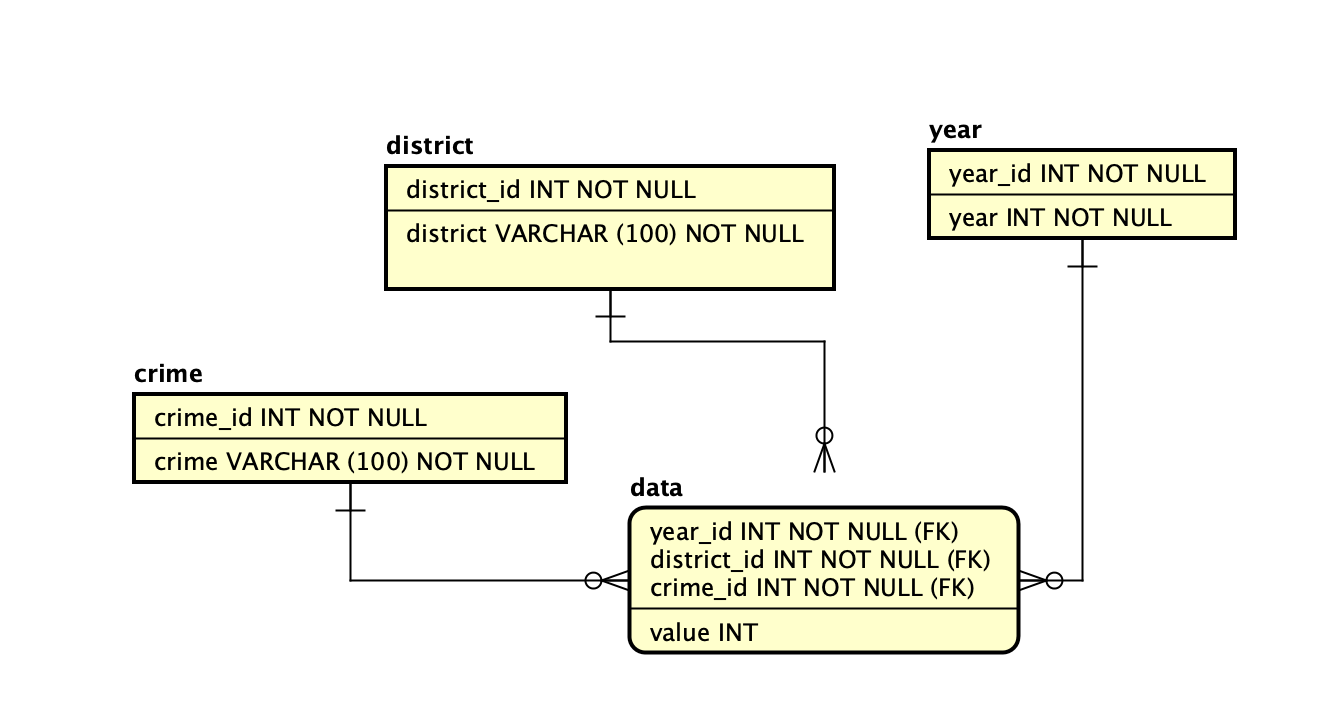 year
district
year_id INT NOT NULL
district_id INT NOT NULL
year INT NOT NULL
district VARCHAR (100) NOT NULL
crime
crime_id INT NOT NULL
crime VARCHAR (100) NOT NULL
data
year_id INT NOT NULL (FK)
district_id INT NOT NULL (FK)
crime_id INT NOT NULL (FK)
value INT